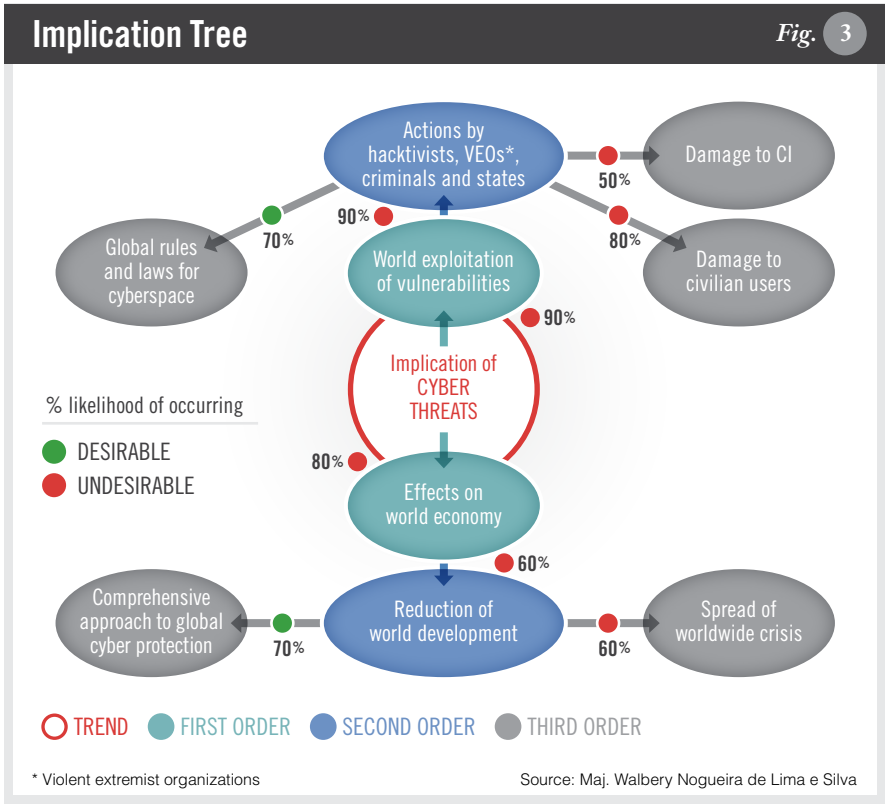 Implication Tree
Fig. 3
Actions by
hacktivists, VEOs*,
criminals and states
Damage to CI
50%
90%
70%
80%
Global rules
and laws for
cyberspace
World exploitation
of vulnerabilities
Damage to
civilian users
90%
Implication of
CYBER
THREATS
% likelihood of occurring
DESIRABLE
UNDESIRABLE
80%
Effects on
world economy
60%
Comprehensive
approach to global
cyber protection
70%
Reduction of
world development
60%
Spread of
worldwide crisis
TREND FIRST ORDER SECOND ORDER THIRD ORDER
* Violent extremist organizations
Source: Maj. Walbery Nogueira de Lima e Silva